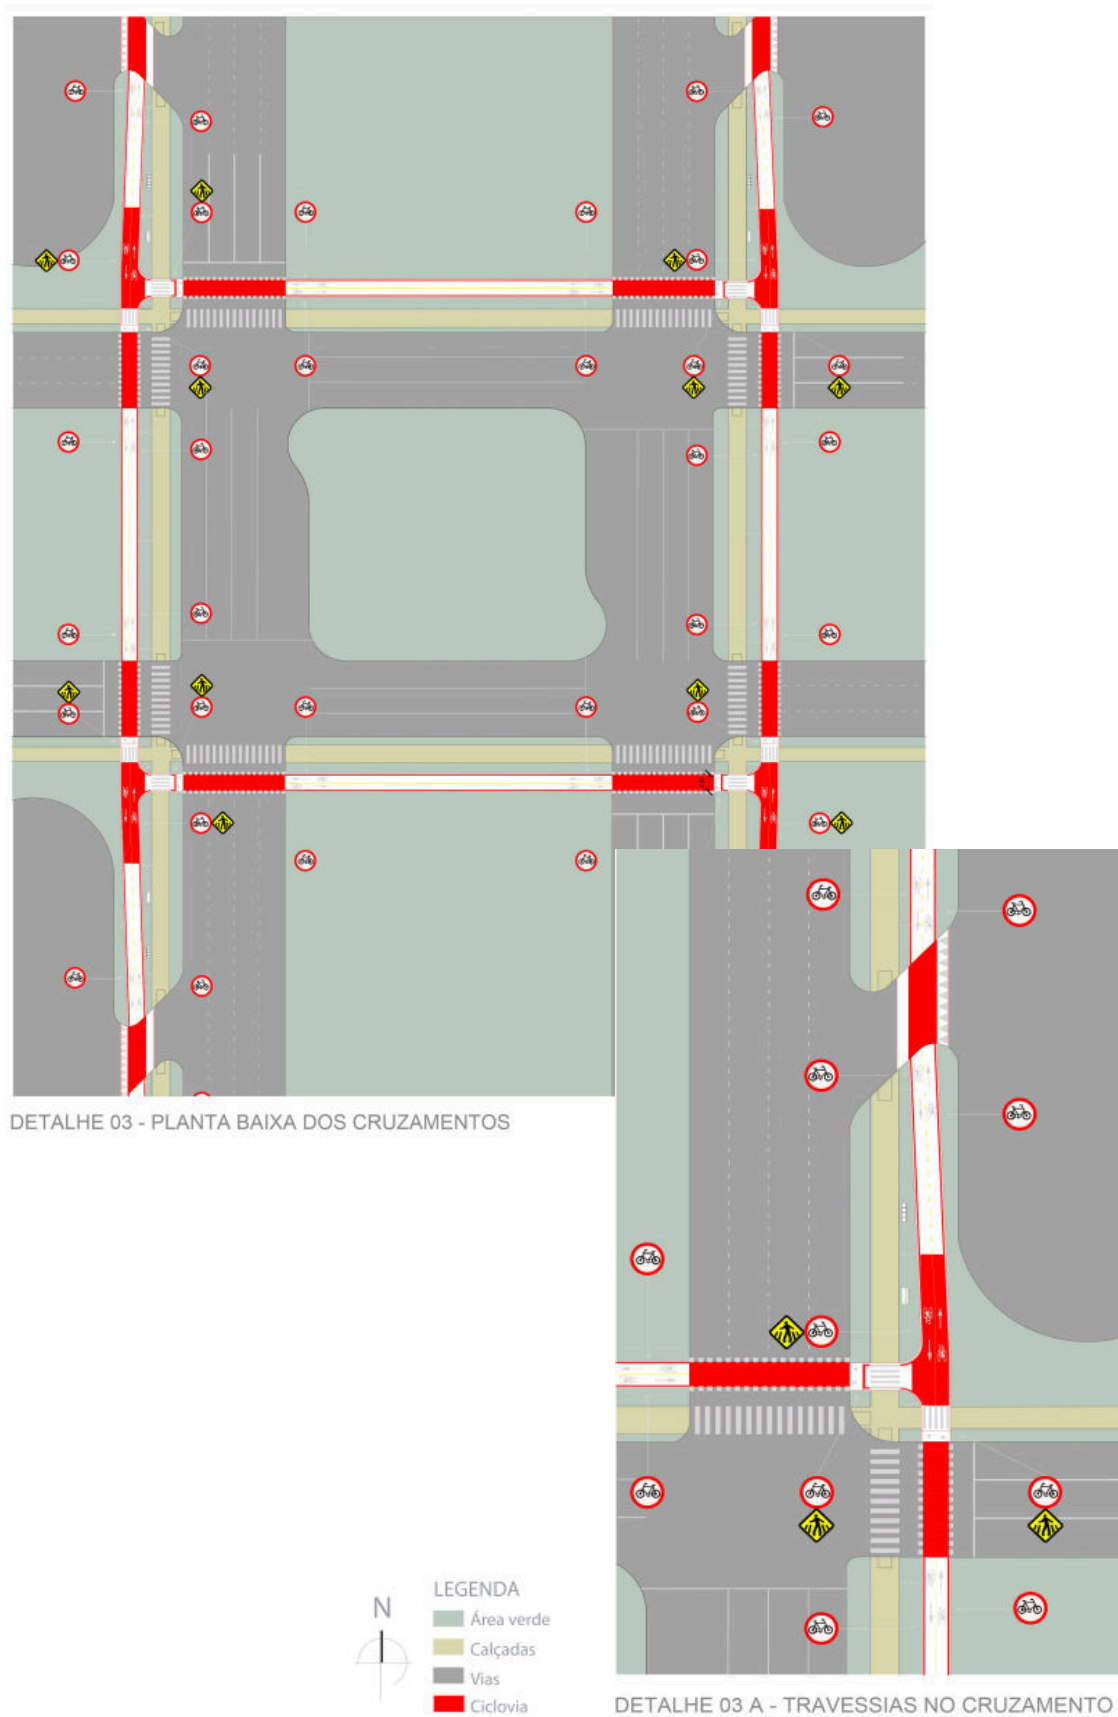 DETALHE 03 - PLANTA BAIXA DOS CRUZAMENTOS
N
LEGENDA
Área verde
Calçadas
Vias
Ciclovia
DETALHE 03 A - TRAVESSIAS NO CRUZAMENTO